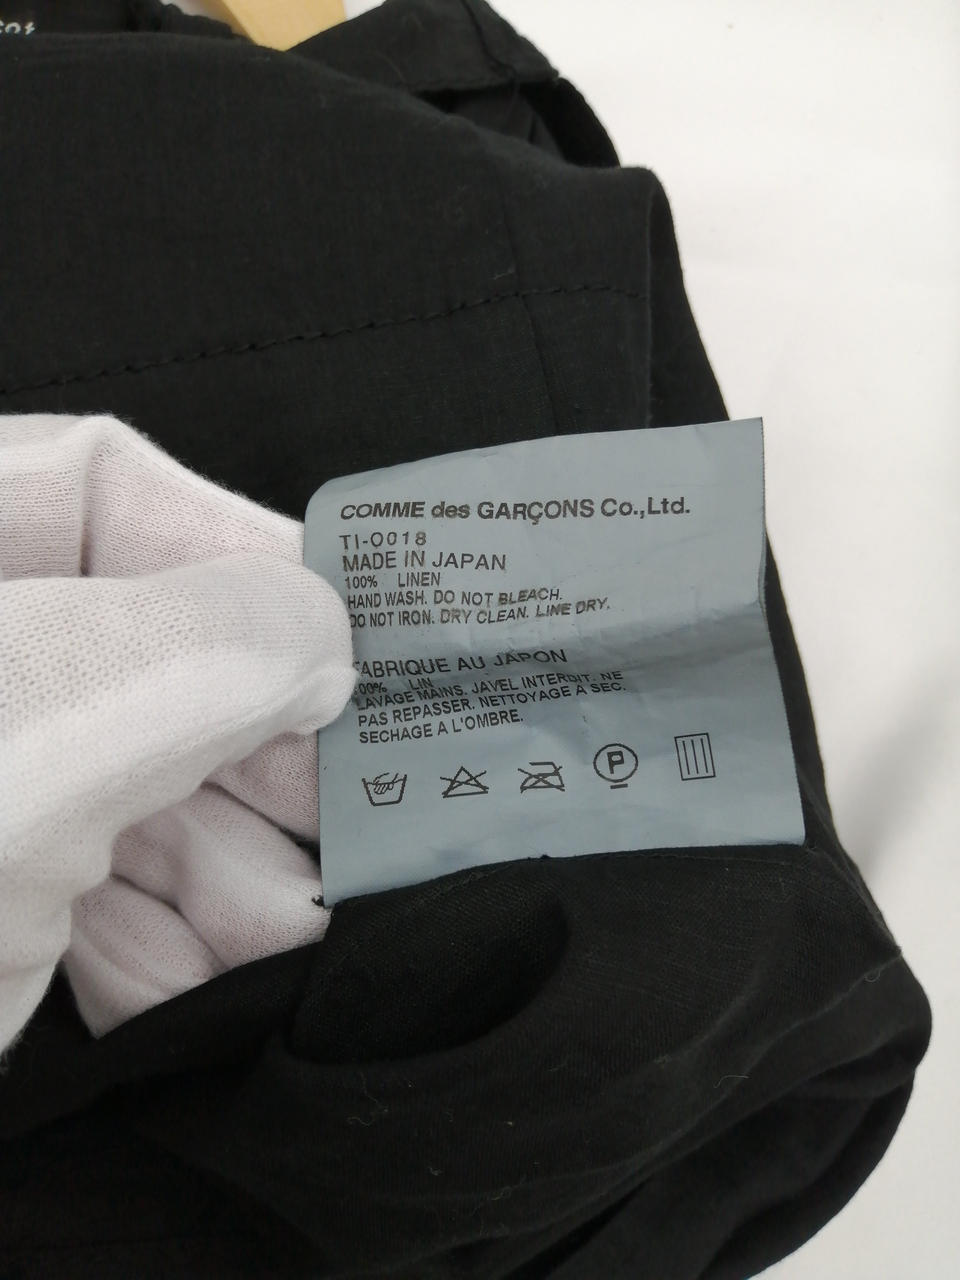 COMME des GARÇONS Co.,Ltd.
TI-O018
MADE IN JAPAN
100% LINEN
HAND WASH. DO NOT BLEACH.
DO NOT IRON. DRY CLEAN. LINE DRY.
FABRIQUE AU JAPON
100% LIN
LAVAGE MAINS. JAVEL INTERDIT. NE
PAS REPASSER. NETTOYAGE A SEC.
SECHAGE A L'OMBRE.
P